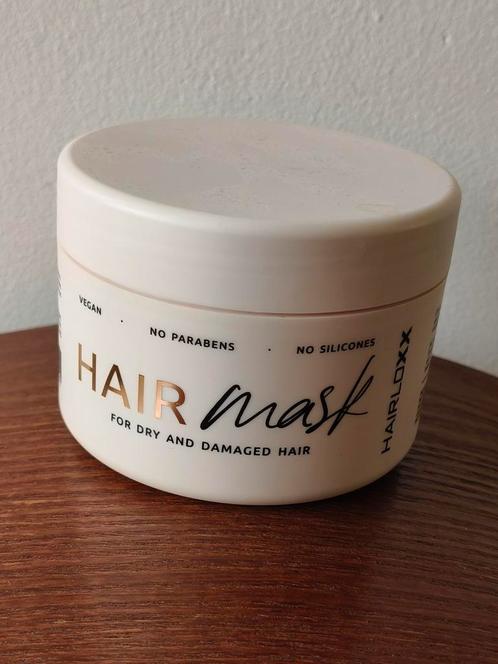 VEGAN · NO PARABENS · NO SILICONES
HAIR mask
FOR DRY AND DAMAGED HAIR
HAIRLOXX